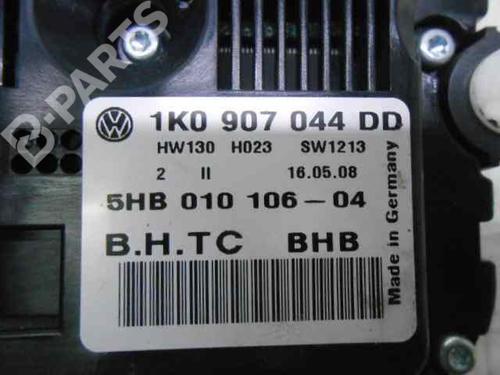 B-PARTS
1K0 907 044 DD
HW130 H023 SW1213
2 II 16.05.08
5HB 010 106-04
B.H.TC BHB
Made in Germany